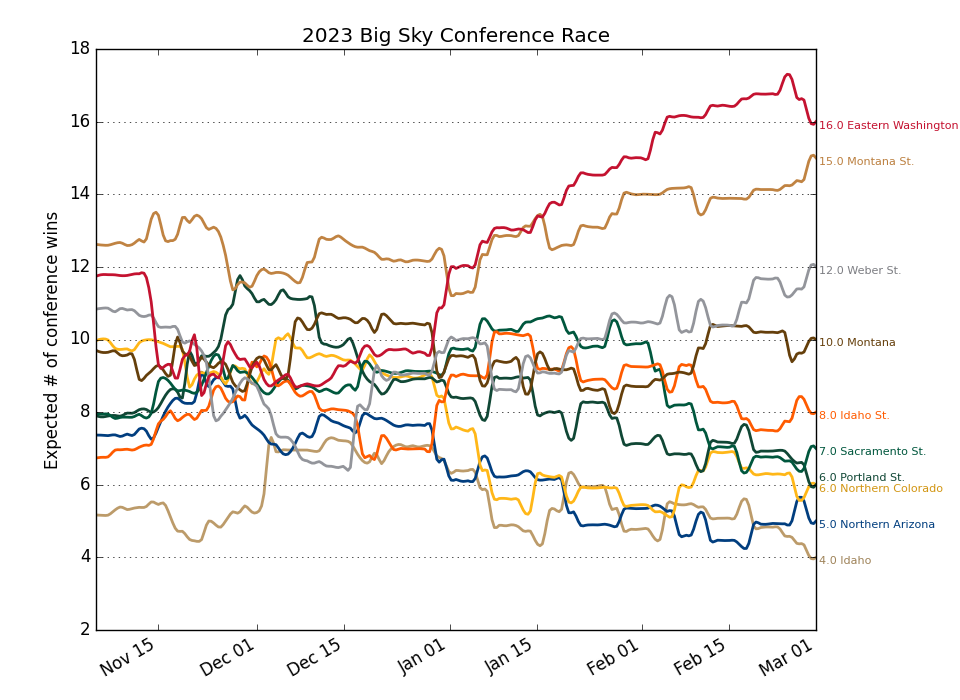 2023 Big Sky Conference Race
Expected # of conference wins
18
16
14
12
10
8
6
4
2
16.0 Eastern Washington
15.0 Montana St.
12.0 Weber St.
10.0 Montana
8.0 Idaho St.
7.0 Sacramento St.
6.0 Portland St.
6.0 Northern Colorado
5.0 Northern Arizona
4.0 Idaho
Nov 15
Dec 01
Dec 15
Jan 01
Jan 15
Feb 01
Feb 15
Mar 01